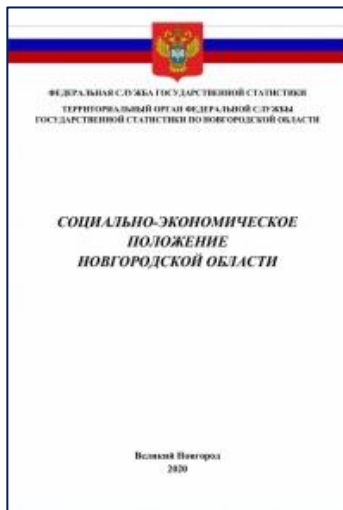 ФЕДЕРАЛЬНАЯ СЛУЖБА ГОСУДАРСТВЕННОЙ СТАТИСТИКИ
ТЕРРИТОРИАЛЬНЫЙ ОРГАН ФЕДЕРАЛЬНОЙ СЛУЖБЫ
ГОСУДАРСТВЕННОЙ СТАТИСТИКИ ПО НОВГОРОДСКОЙ ОБЛАСТИ
СОЦИАЛЬНО-ЭКОНОМИЧЕСКОЕ
ПОЛОЖЕНИЕ
НОВГОРОДСКОЙ ОБЛАСТИ
Великий Новгород
2020